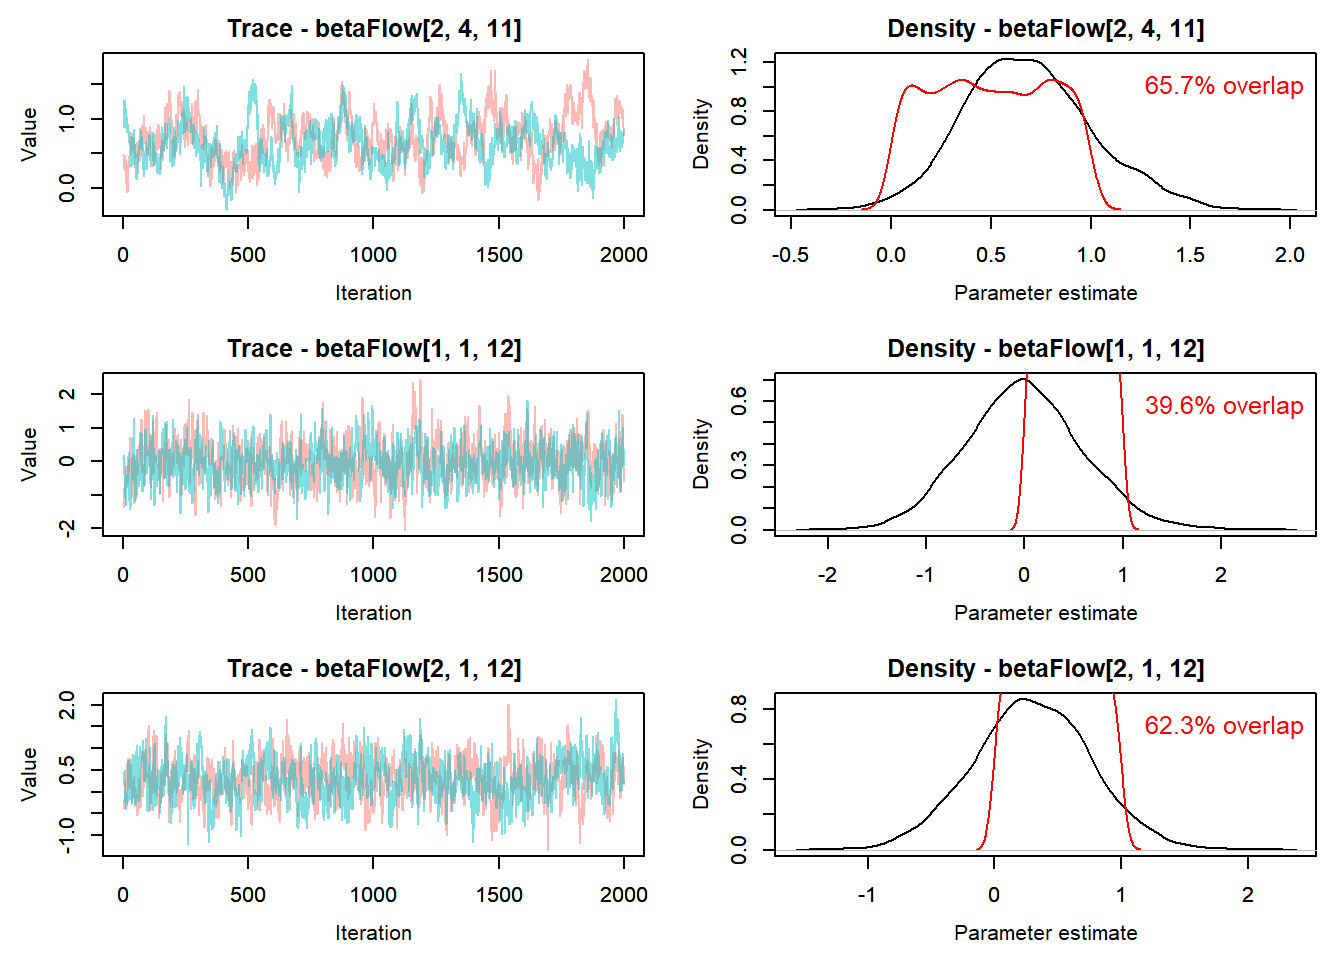 Trace - betaFlow[2, 4, 11]
Value
0.0 1.0
0 500 1000 1500 2000
Iteration
Density - betaFlow[2, 4, 11]
65.7% overlap
Density
0.0 0.4 0.8 1.2
-0.5 0.0 0.5 1.0 1.5 2.0
Parameter estimate
Trace - betaFlow[1, 1, 12]
Value
-2 0 1 2
0 500 1000 1500 2000
Iteration
Density - betaFlow[1, 1, 12]
39.6% overlap
Density
0.0 0.3 0.6
-2 -1 0 1 2
Parameter estimate
Trace - betaFlow[2, 1, 12]
Value
-1.0 0.5 2.0
0 500 1000 1500 2000
Iteration
Density - betaFlow[2, 1, 12]
62.3% overlap
Density
0.0 0.4 0.8
-1 0 1 2
Parameter estimate